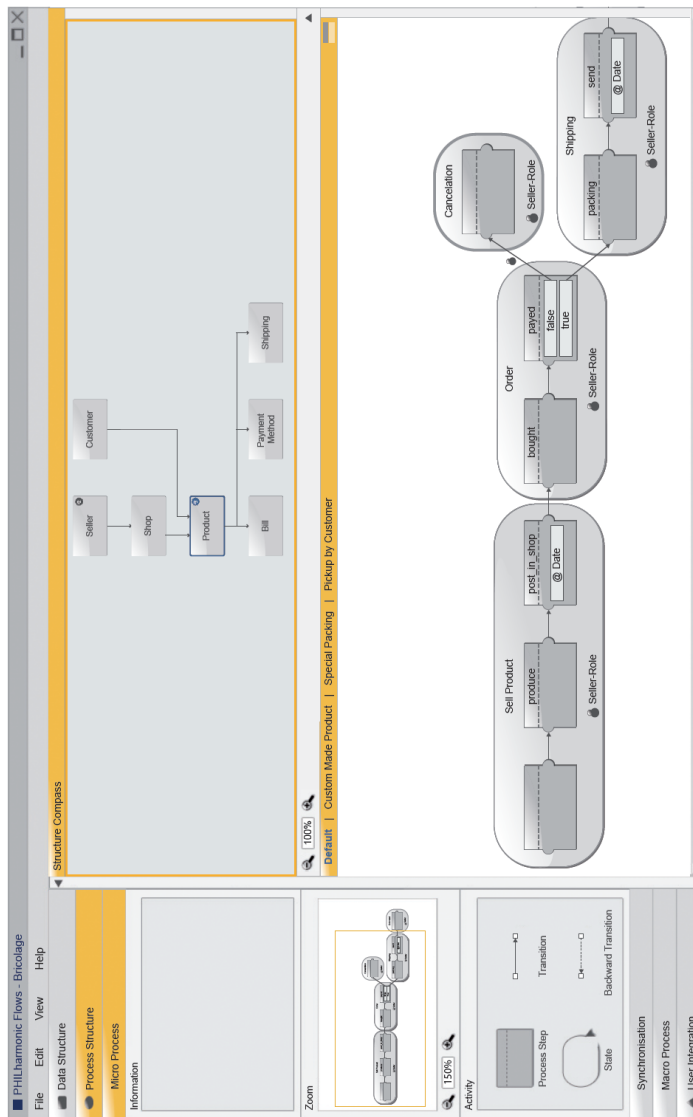 PHILharmonic Flows - Bricolage
File Edit View Help
Data Structure
Process Structure
Micro Process
Information
Zoom
150%
Activity
Process Step
Transition
State
Backward Transition
Synchronisation
Macro Process
User Integration
Structure Compass
Seller
Customer
Shop
Product
Bill
Payment
Method
Shipping
100%
Default | Custom Made Product | Special Packing | Pickup by Customer
Sell Product
produce
post_in_shop
@ Date
Seller-Role
Order
bought
payed
false
true
Seller-Role
Cancelation
Seller-Role
Shipping
packing
send
@ Date
Seller-Role